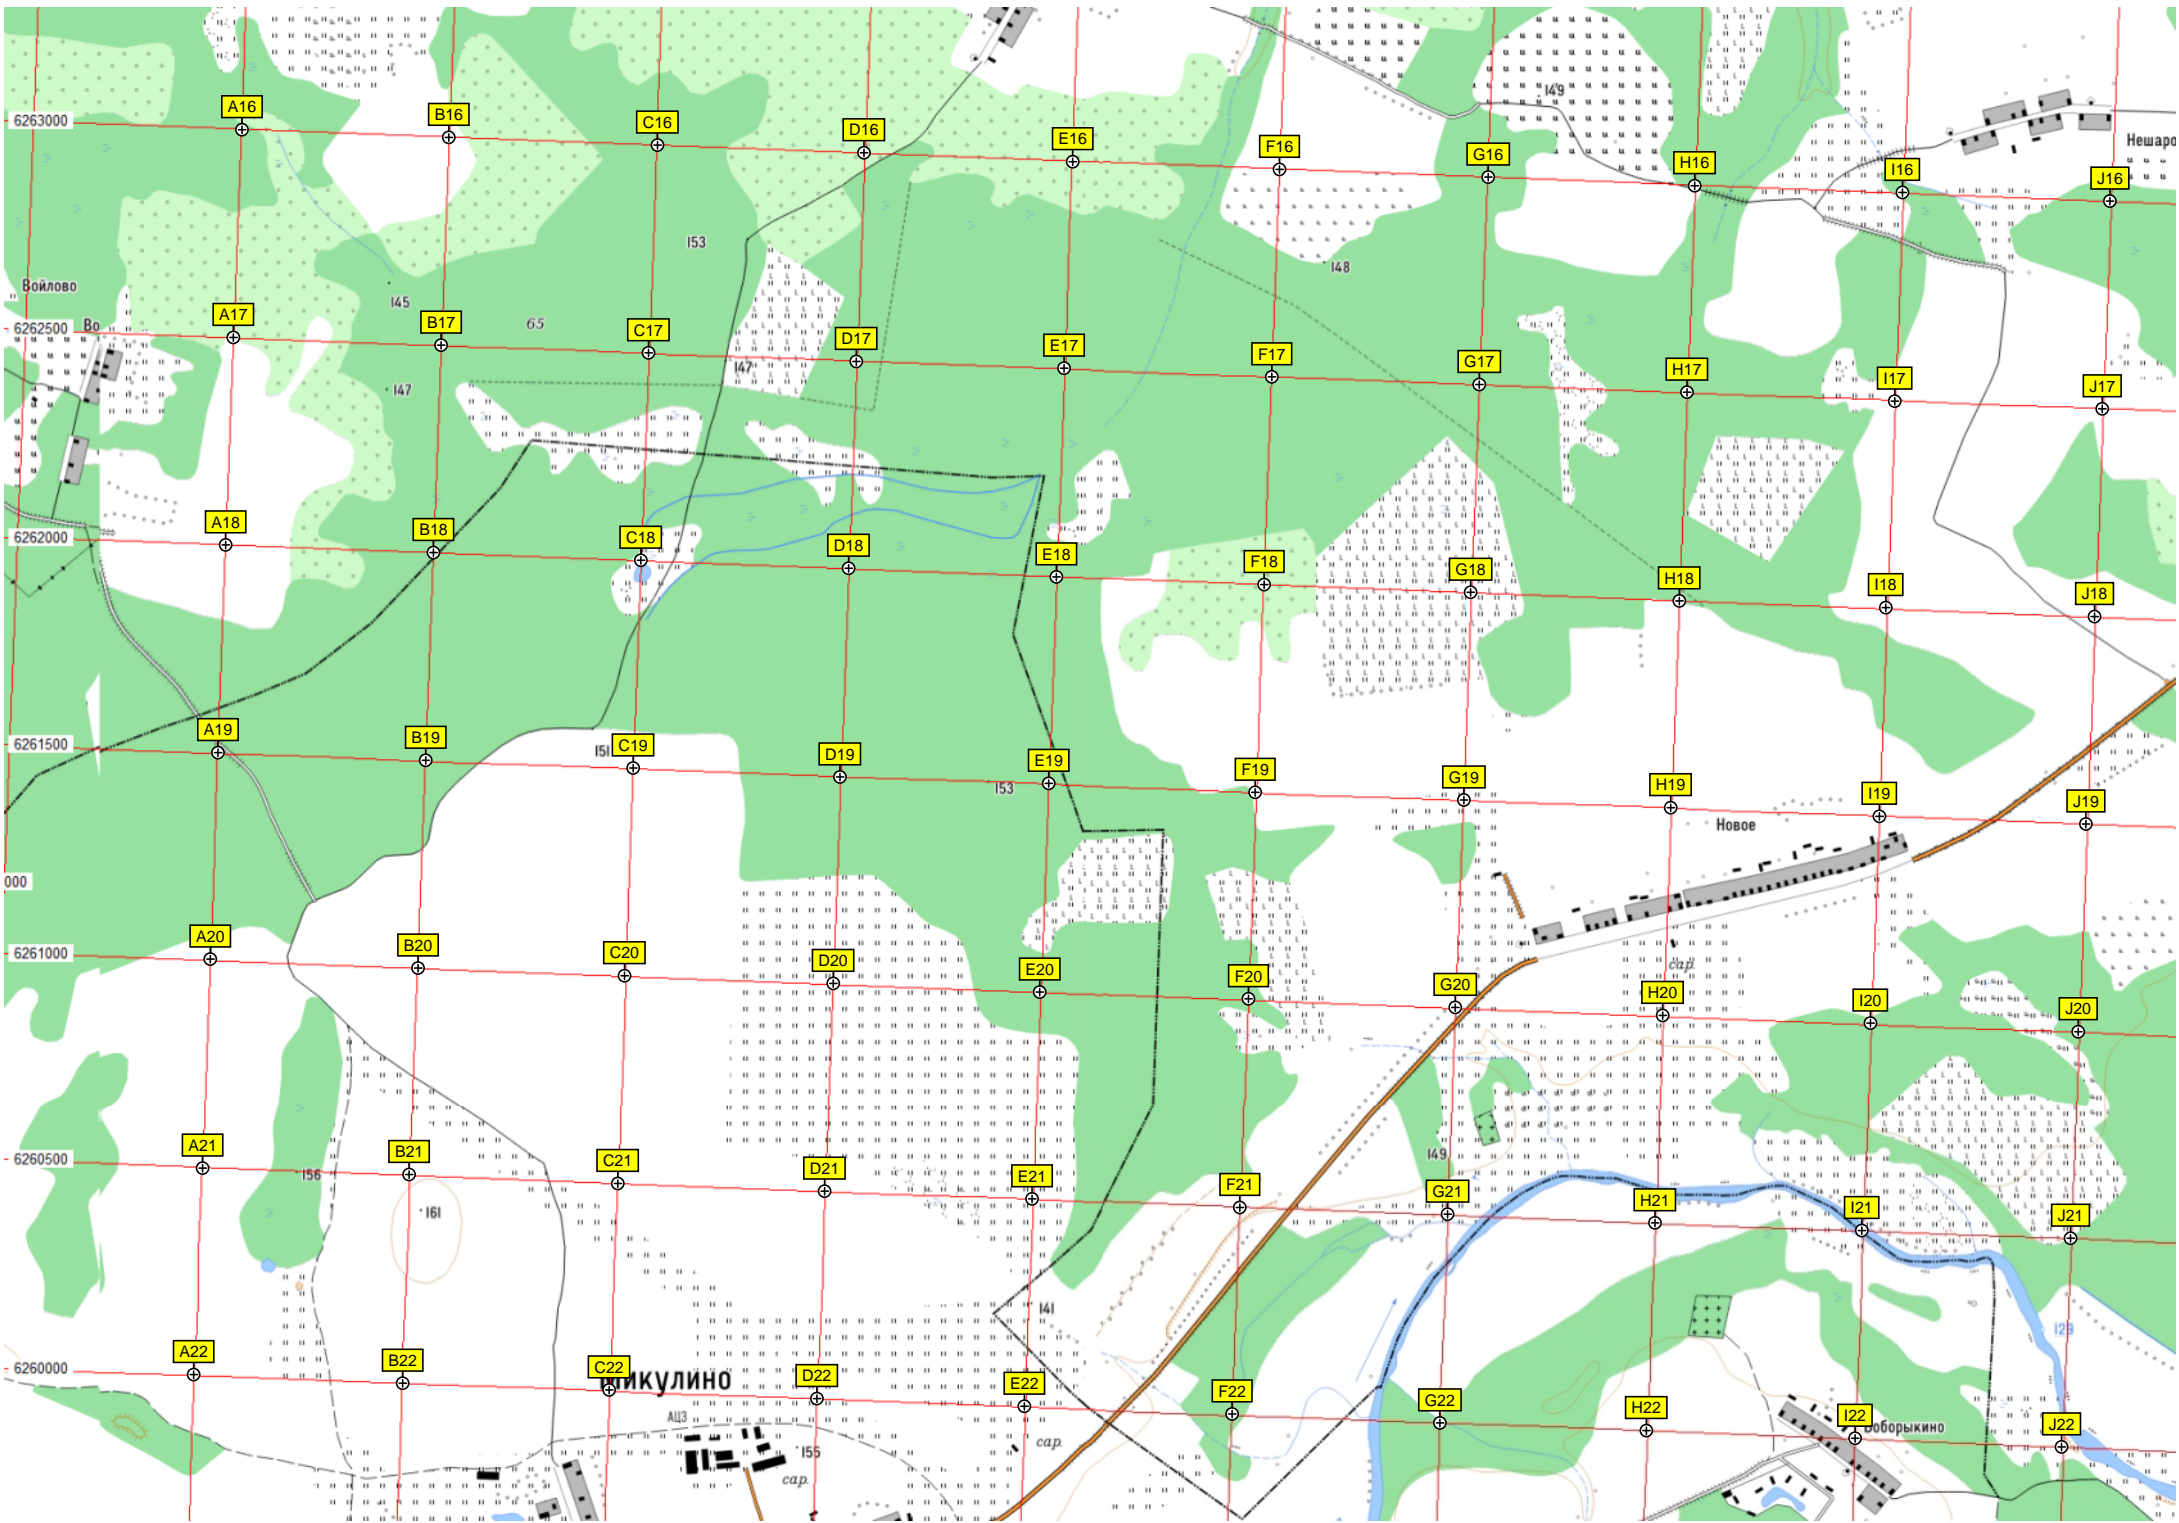 149
A16 B16 C16 D16 E16 F16 G16 H16 I16 J16
6263000
Нешаро
153
148
Войлово
145
65
A17 B17 C17 D17 E17 F17 G17 H17 I17 J17
6262500
Во
147
147
A18 B18 C18 D18 E18 F18 G18 H18 I18 J18
6262000
A19 B19 C19 D19 E19 F19 G19 H19 I19 J19
6261500
151
153
Новое
000
A20 B20 C20 D20 E20 F20 G20 H20 I20 J20
6261000
сар.
A21 B21 C21 D21 E21 F21 G21 H21 I21 J21
6260500
149
156
161
141
129
A22 B22 C22 D22 E22 F22 G22 H22 I22 J22
6260000
Микулино
АЦЗ
Боборыкино
сар.
155
сар.